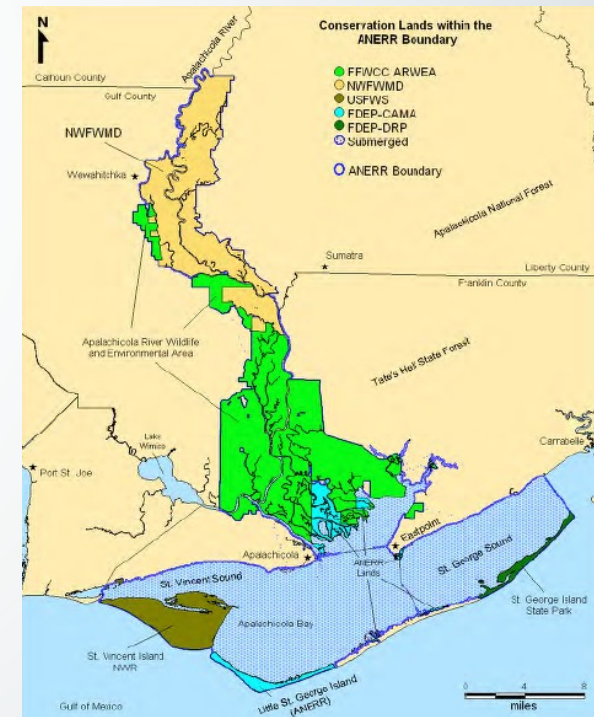 N
Apalachicola River
Conservation Lands within the
ANERR Boundary
FFWCC ARWEA
NWFWMD
USFWS
FDEP-CAMA
FDEP-DRP
Submerged
ANERR Boundary
Calhoun County
Gulf County
NWFWMD
Wewahitchka
Apalachicola National Forest
Sumatra
Liberty County
Franklin County
Apalachicola River Wildlife
and Environmental Area
Tate's Hell State Forest
Lake
Wimico
Carrabelle
Port St. Joe
Eastpoint
Apalachicola
ANERR
Lands
St. Vincent Sound
St. George Sound
St. George Island
State Park
Apalachicola Bay
St. Vincent Island
NWR
Little St. George Island
(ANERR)
Gulf of Mexico
0 4 8
miles